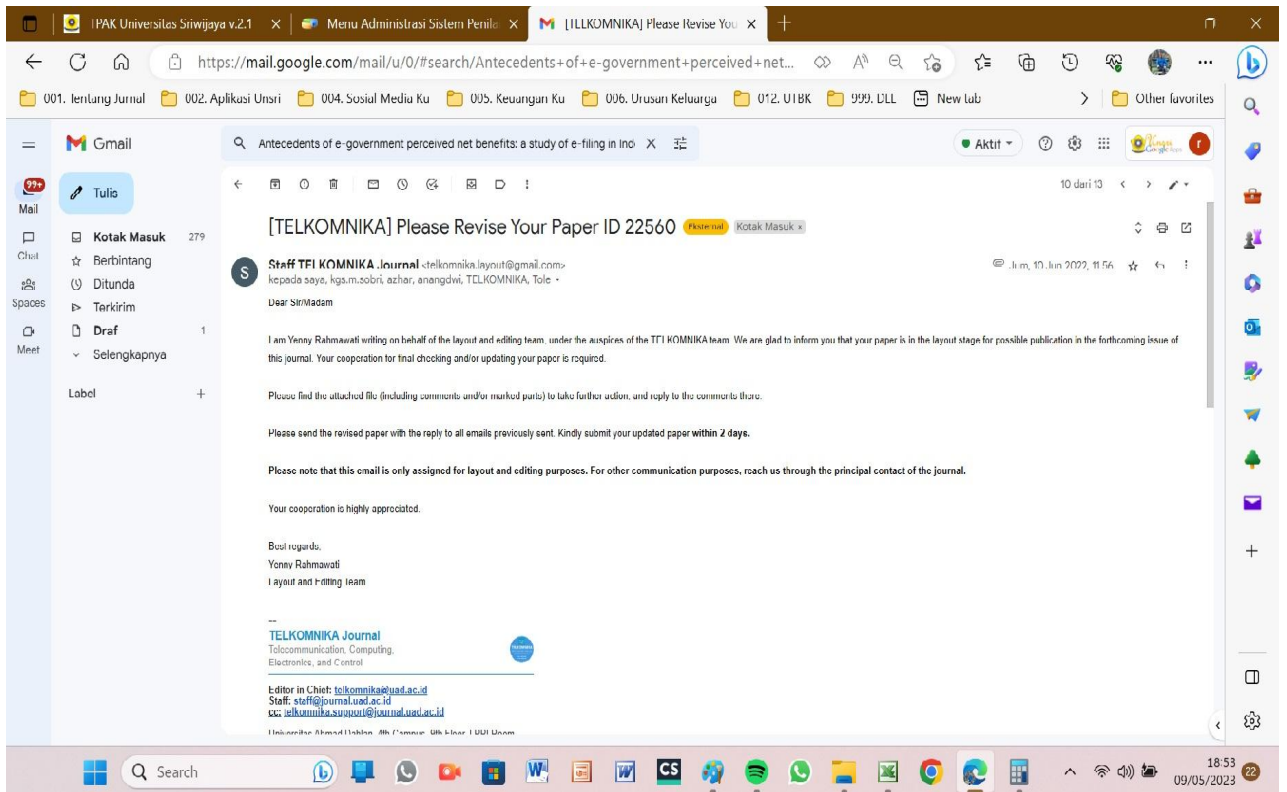 IPAK Universitas Sriwijaya v.2.1
Menu Administrasi Sistem Penila
[TELKOMNIKA] Please Revise You
https://mail.google.com/mail/u/0/#search/Antecedents+of+e-government+perceived+net...
001. Tentang Jurnal
002. Aplikasi Unsri
004. Sosial Media Ku
005. Keuangan Ku
006. Urusan Keluarga
012. UTBK
999. DLL
New tab
Other favorites
Gmail
Antecedents of e-government perceived net benefits: a study of e-filing in Indo
Aktif
99+
Mail
Chat
Spaces
Meet
Tulis
Kotak Masuk 279
Berbintang
Ditunda
Terkirim
Draf 1
Selengkapnya
Label
10 dari 13
[TELKOMNIKA] Please Revise Your Paper ID 22560 Eksternal Kotak Masuk x
S
Staff TELKOMNIKA Journal <telkomnika.layout@gmail.com>
Jum, 10 Jun 2022, 11.56
kepada saya, kgs.m.sobri, azhar, anangdwi, TELKOMNIKA, Tole
Dear Sir/Madam
I am Yenny Rahmawati writing on behalf of the layout and editing team, under the auspices of the TELKOMNIKA team. We are glad to inform you that your paper is in the layout stage for possible publication in the forthcoming issue of
this journal. Your cooperation for final checking and/or updating your paper is required.
Please find the attached file (including comments and/or marked parts) to take further action, and reply to the comments there.
Please send the revised paper with the reply to all emails previously sent. Kindly submit your updated paper within 2 days.
Please note that this email is only assigned for layout and editing purposes. For other communication purposes, reach us through the principal contact of the journal.
Your cooperation is highly appreciated.
Best regards,
Yenny Rahmawati
Layout and Editing Team
--
TELKOMNIKA Journal
Telecommunication, Computing,
Electronics, and Control
Editor in Chief: telkomnika@uad.ac.id
Staff: staff@journal.uad.ac.id
cc: telkomnika.support@journal.uad.ac.id
Universitas Ahmad Dahlan, 4th Campus, 9th Floor, LPPI Room
Search
18:53
09/05/2023
22